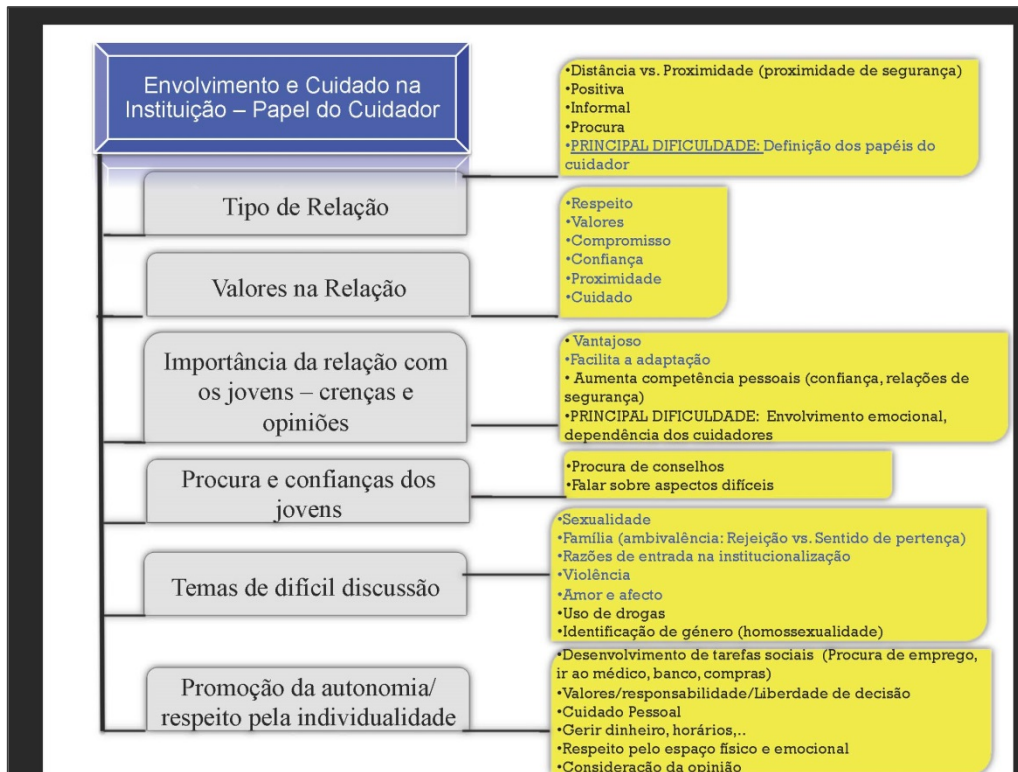 Envolvimento e Cuidado na
Instituição – Papel do Cuidador
•Distância vs. Proximidade (proximidade de segurança)
•Positiva
•Informal
•Procura
•PRINCIPAL DIFICULDADE: Definição dos papéis do
cuidador
Tipo de Relação
•Respeito
•Valores
•Compromisso
•Confiança
•Proximidade
•Cuidado
Valores na Relação
• Vantajoso
•Facilita a adaptação
• Aumenta competência pessoais (confiança, relações de
segurança)
•PRINCIPAL DIFICULDADE: Envolvimento emocional,
dependência dos cuidadores
Importância da relação com
os jovens – crenças e
opiniões
•Procura de conselhos
•Falar sobre aspectos difíceis
Procura e confianças dos
jovens
•Sexualidade
•Família (ambivalência: Rejeição vs. Sentido de pertença)
•Razões de entrada na institucionalização
•Violência
•Amor e afecto
•Uso de drogas
•Identificação de género (homossexualidade)
Temas de difícil discussão
•Desenvolvimento de tarefas sociais (Procura de emprego,
ir ao médico, banco, compras)
•Valores/responsabilidade/Liberdade de decisão
•Cuidado Pessoal
•Gerir dinheiro, horários,..
•Respeito pelo espaço físico e emocional
•Consideração da opinião
Promoção da autonomia/
respeito pela individualidade